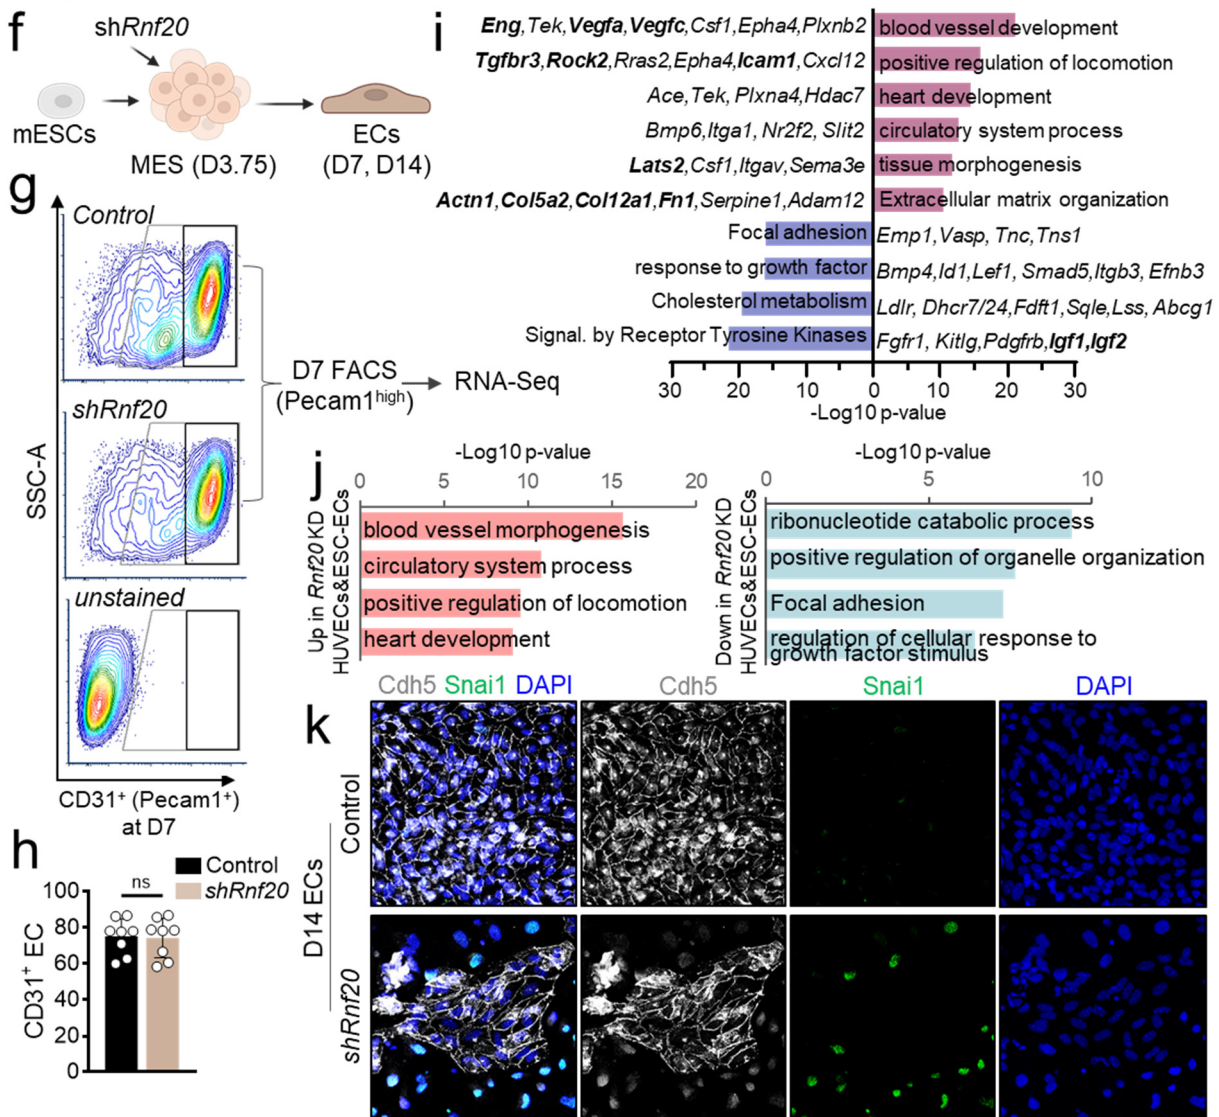 f
shRnf20
mESCs
MES (D3.75)
ECs
(D7, D14)
g
Control
shRnf20
unstained
SSC-A
CD31⁺ (Pecam1⁺)
at D7
D7 FACS
(Pecam1ʰⁱᵍʰ)
RNA-Seq
h
Control
shRnf20
ns
CD31⁺ EC
100
80
60
40
20
0
i
Eng,Tek,Vegfa,Vegfc,Csf1,Epha4,Plxnb2 blood vessel development
Tgfbr3,Rock2,Rras2,Epha4,Icam1,Cxcl12 positive regulation of locomotion
Ace,Tek, Plxna4,Hdac7 heart development
Bmp6,Itga1, Nr2f2, Slit2 circulatory system process
Lats2,Csf1,Itgav,Sema3e tissue morphogenesis
Actn1,Col5a2,Col12a1,Fn1,Serpine1,Adam12 Extracellular matrix organization
Focal adhesion Emp1,Vasp, Tnc,Tns1
response to growth factor Bmp4,Id1,Lef1, Smad5,Itgb3, Efnb3
Cholesterol metabolism Ldlr, Dhcr7/24,Fdft1,Sqle,Lss, Abcg1
Signal. by Receptor Tyrosine Kinases Fgfr1, Kitlg,Pdgfrb,Igf1,Igf2
30 20 10 0 10 20 30
-Log10 p-value
j
-Log10 p-value
0 5 10 15 20
Up in Rnf20 KD
HUVECs&ESC-ECs
blood vessel morphogenesis
circulatory system process
positive regulation of locomotion
heart development
-Log10 p-value
0 5 10
Down in Rnf20 KD
HUVECs&ESC-ECs
ribonucleotide catabolic process
positive regulation of organelle organization
Focal adhesion
regulation of cellular response to
growth factor stimulus
k
Cdh5 Snai1 DAPI
Cdh5
Snai1
DAPI
D14 ECs
Control
shRnf20